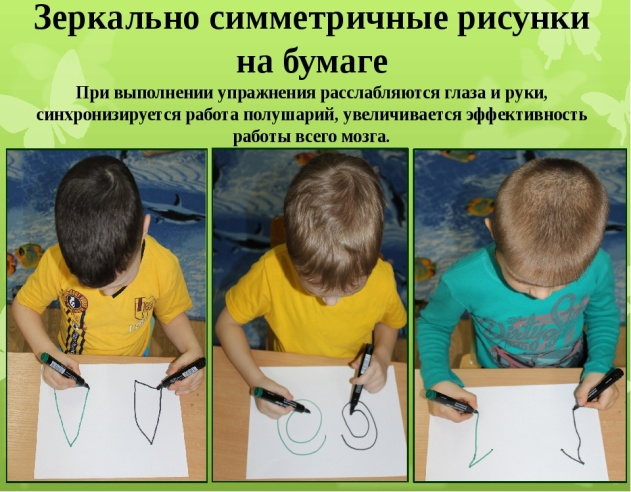 Зеркально симметричные рисунки
на бумаге
При выполнении упражнения расслабляются глаза и руки,
синхронизируется работа полушарий, увеличивается эффективность
работы всего мозга.